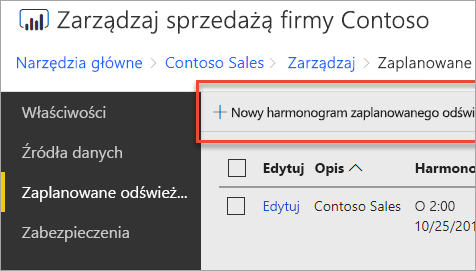 Zarządzaj sprzedażą firmy Contoso
Narzędzia główne > Contoso Sales > Zarządzaj > Zaplanowane
Właściwości
Źródła danych
Zaplanowane odśwież...
Zabezpieczenia
+ Nowy harmonogram zaplanowanego odświ
Edytuj Opis Harmono
Edytuj Contoso Sales O 2:00
10/25/201